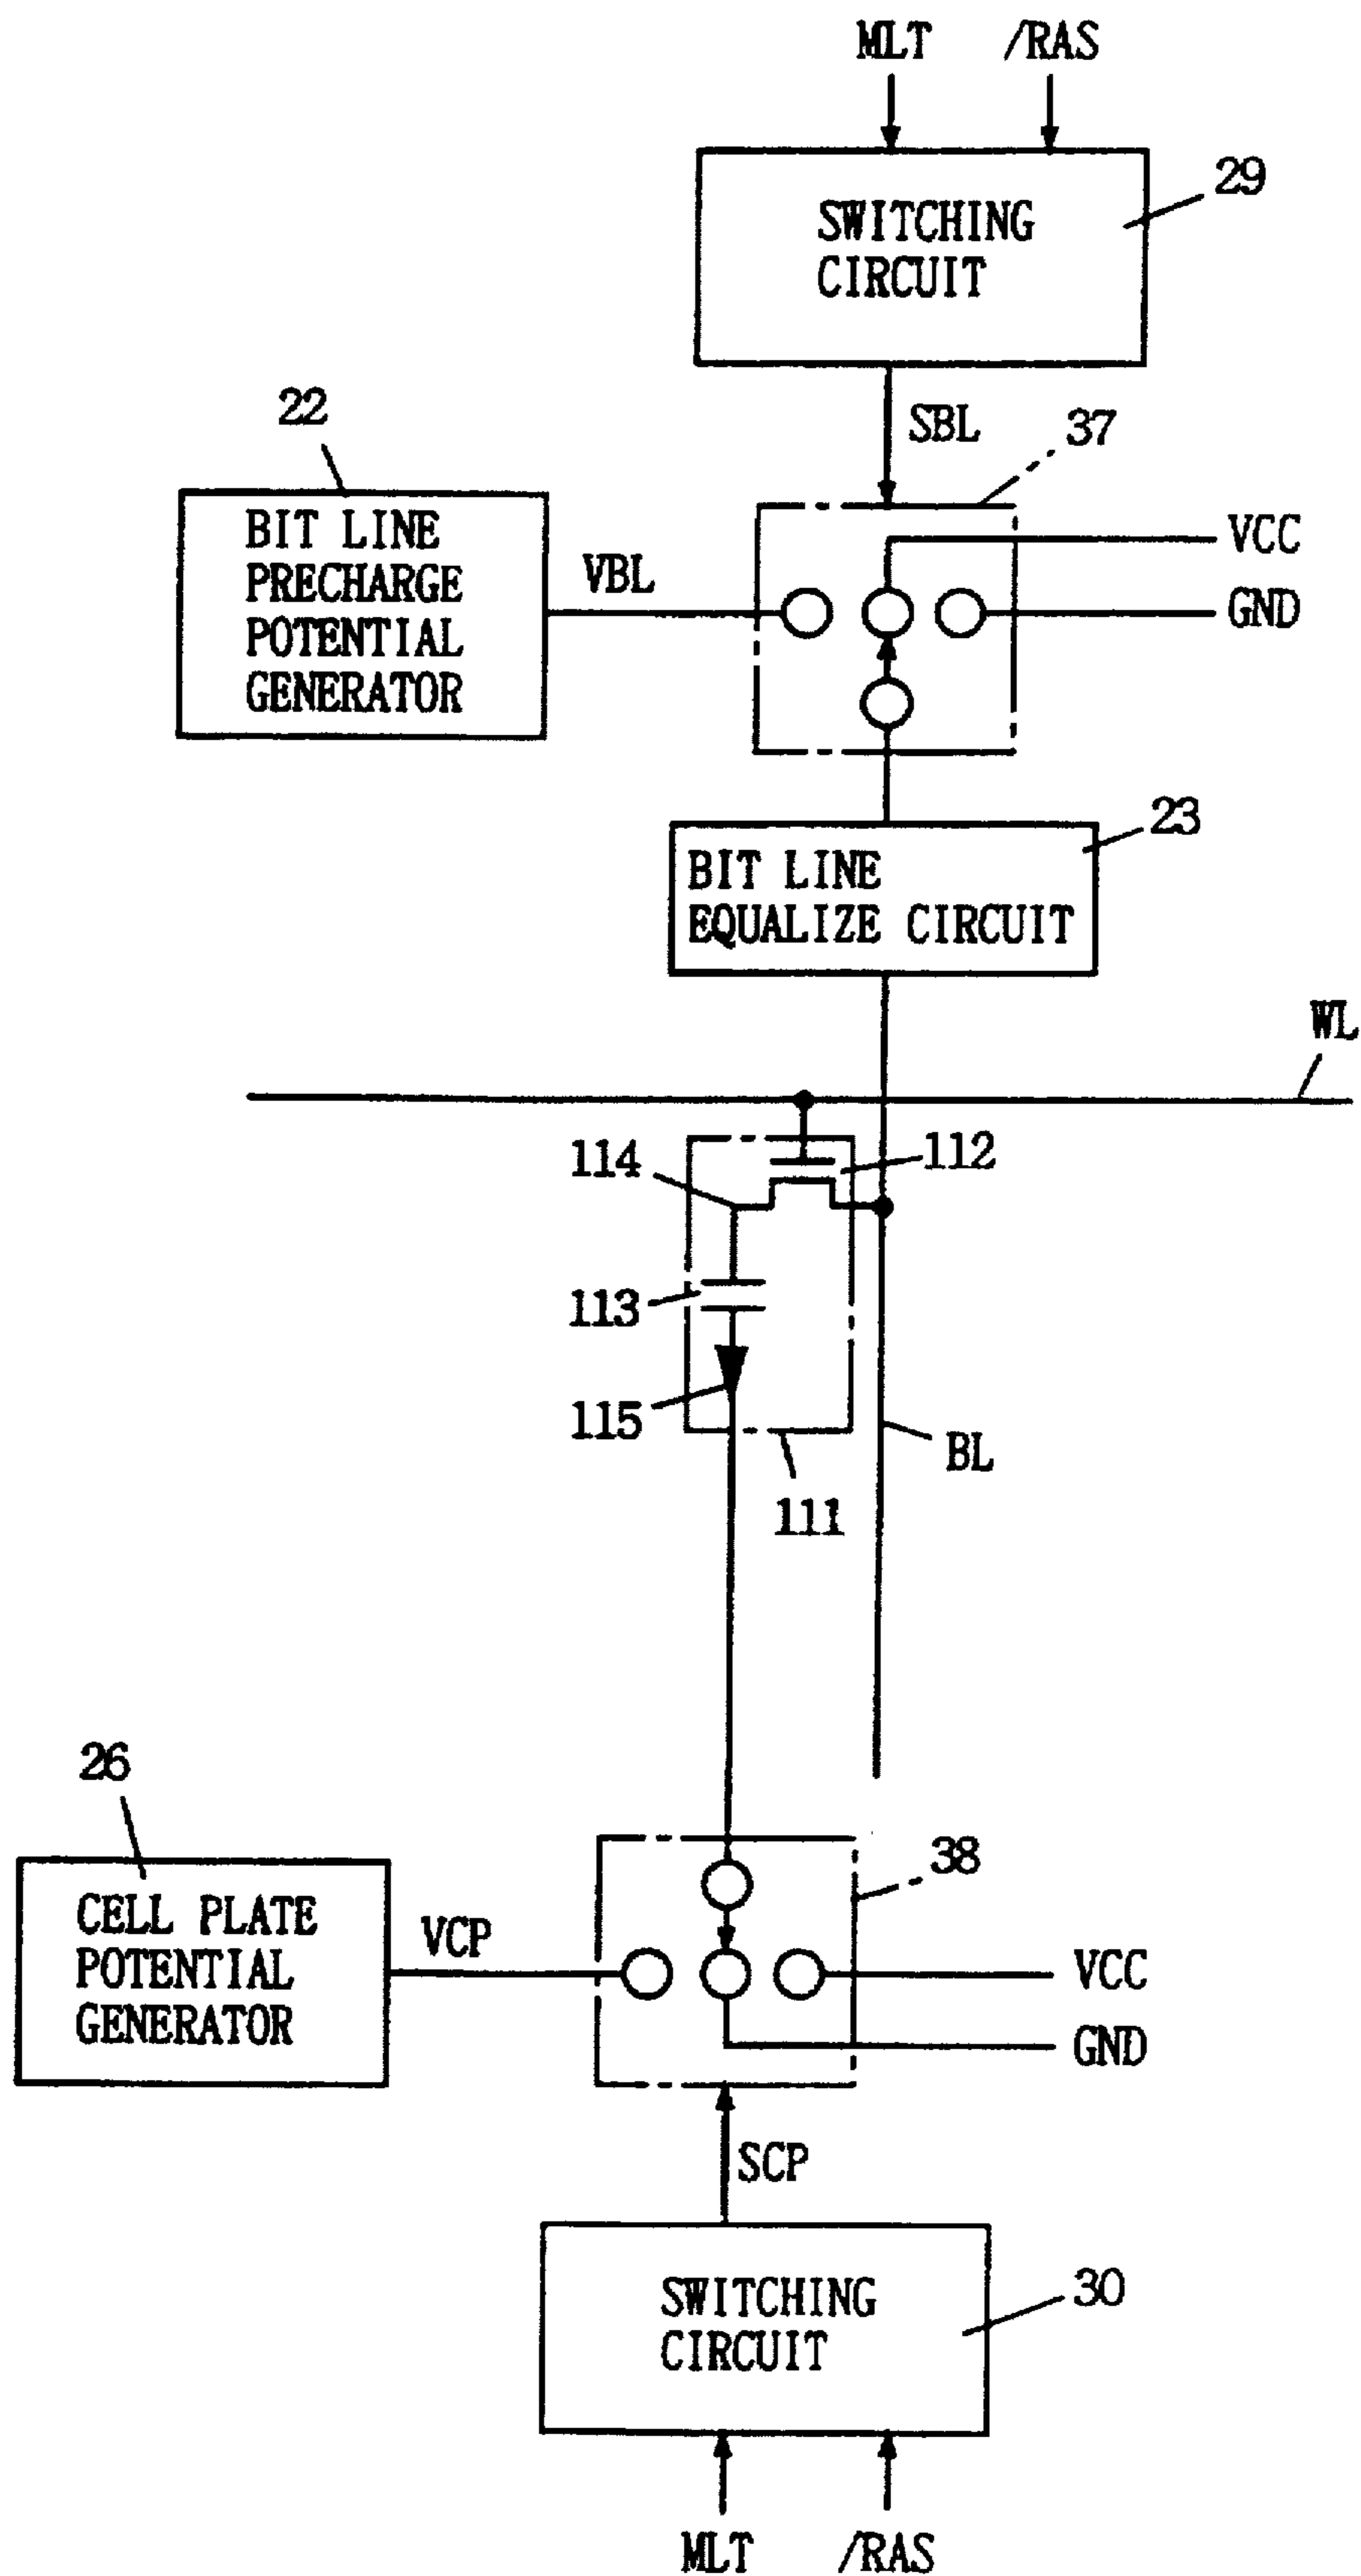 MLT /RAS
29
SWITCHING
CIRCUIT
22
SBL
37
BIT LINE
PRECHARGE
POTENTIAL
GENERATOR
VBL
VCC
GND
23
BIT LINE
EQUALIZE CIRCUIT
WL
114
112
113
115
BL
111
26
38
CELL PLATE
POTENTIAL
GENERATOR
VCP
VCC
GND
SCP
SWITCHING
CIRCUIT
30
MLT /RAS